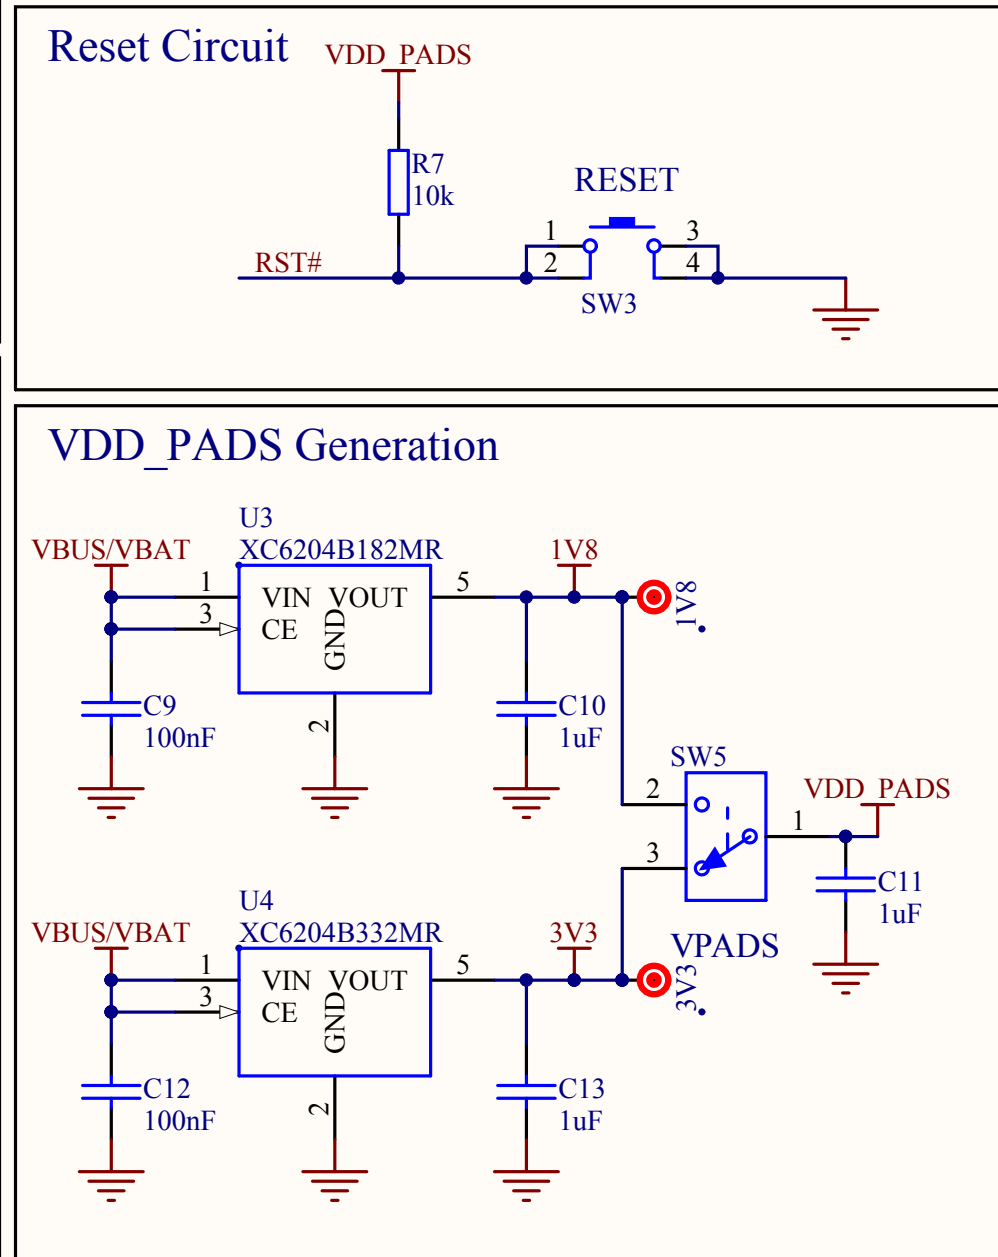 Reset Circuit
VDD_PADS
R7
10k
RESET
1
3
RST#
2
4
SW3
VDD_PADS Generation
U3
VBUS/VBAT
XC6204B182MR
1V8
1
VIN VOUT
5
1V8
3
CE
GND
C9
100nF
2
C10
1uF
SW5
2
VDD_PADS
1
3
C11
1uF
U4
VBUS/VBAT
XC6204B332MR
3V3
VPADS
1
VIN VOUT
5
3V3
3
CE
GND
C12
100nF
2
C13
1uF